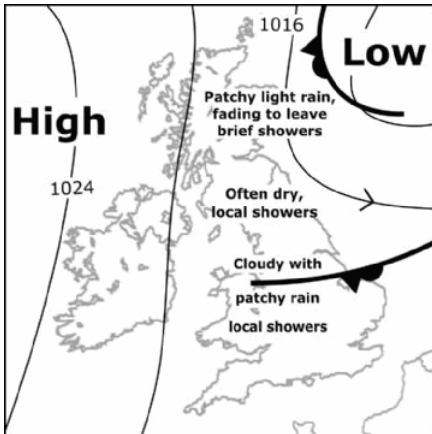 1016
Low
High
Patchy light rain,
fading to leave
brief showers
1024
Often dry,
local showers
Cloudy with
patchy rain
local showers